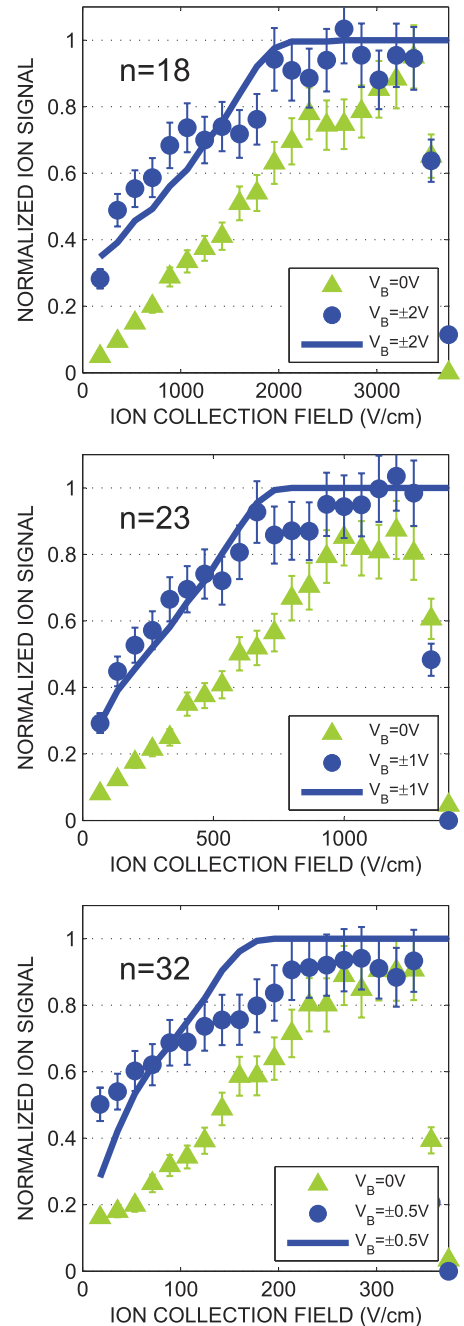 NORMALIZED ION SIGNAL
1
0.8
0.6
0.4
0.2
0
n=18
V_B=0V
V_B=±2V
V_B=±2V
0 1000 2000 3000
ION COLLECTION FIELD (V/cm)
NORMALIZED ION SIGNAL
1
0.8
0.6
0.4
0.2
0
n=23
V_B=0V
V_B=±1V
V_B=±1V
0 500 1000
ION COLLECTION FIELD (V/cm)
NORMALIZED ION SIGNAL
1
0.8
0.6
0.4
0.2
0
n=32
V_B=0V
V_B=±0.5V
V_B=±0.5V
0 100 200 300
ION COLLECTION FIELD (V/cm)